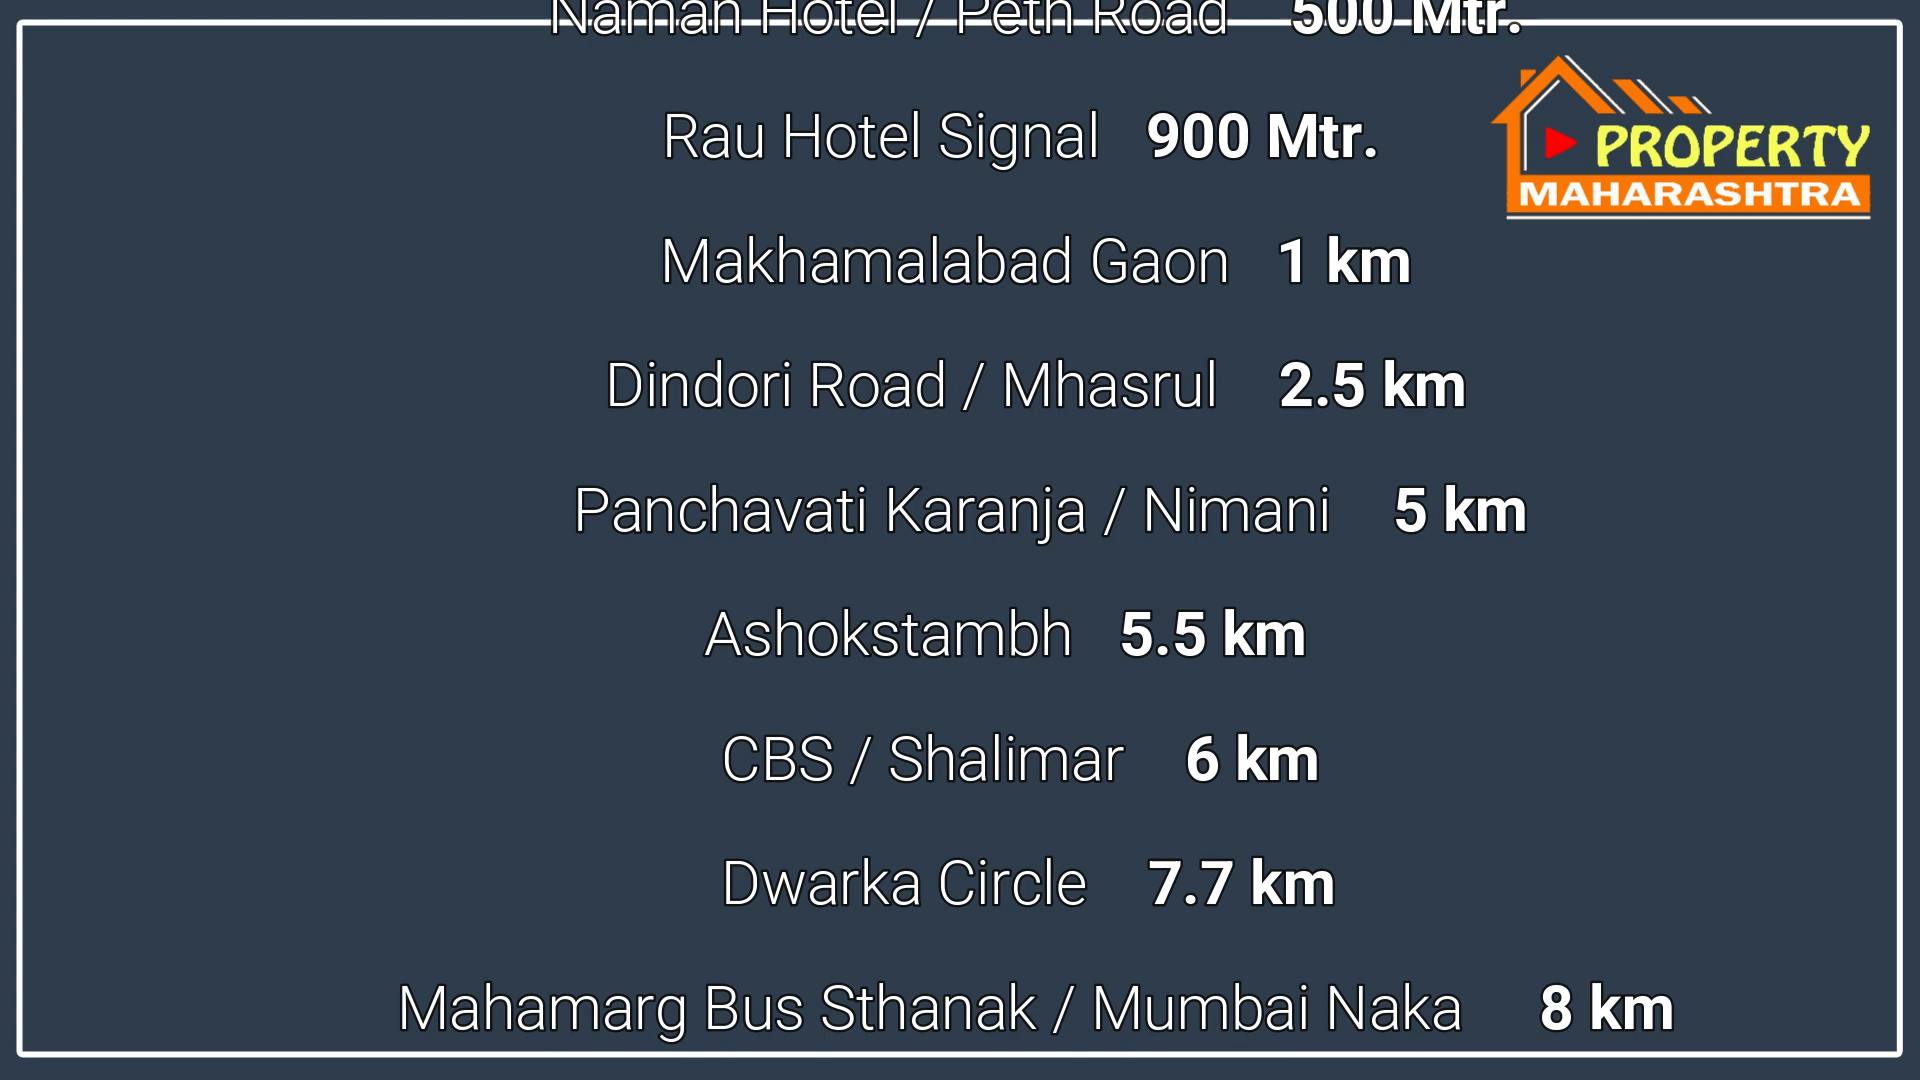 Naman Hotel / Peth Road 500 Mtr.
Rau Hotel Signal 900 Mtr.
PROPERTY
MAHARASHTRA
Makhamalabad Gaon 1 km
Dindori Road / Mhasrul 2.5 km
Panchavati Karanja / Nimani 5 km
Ashokstambh 5.5 km
CBS / Shalimar 6 km
Dwarka Circle 7.7 km
Mahamarg Bus Sthanak / Mumbai Naka 8 km